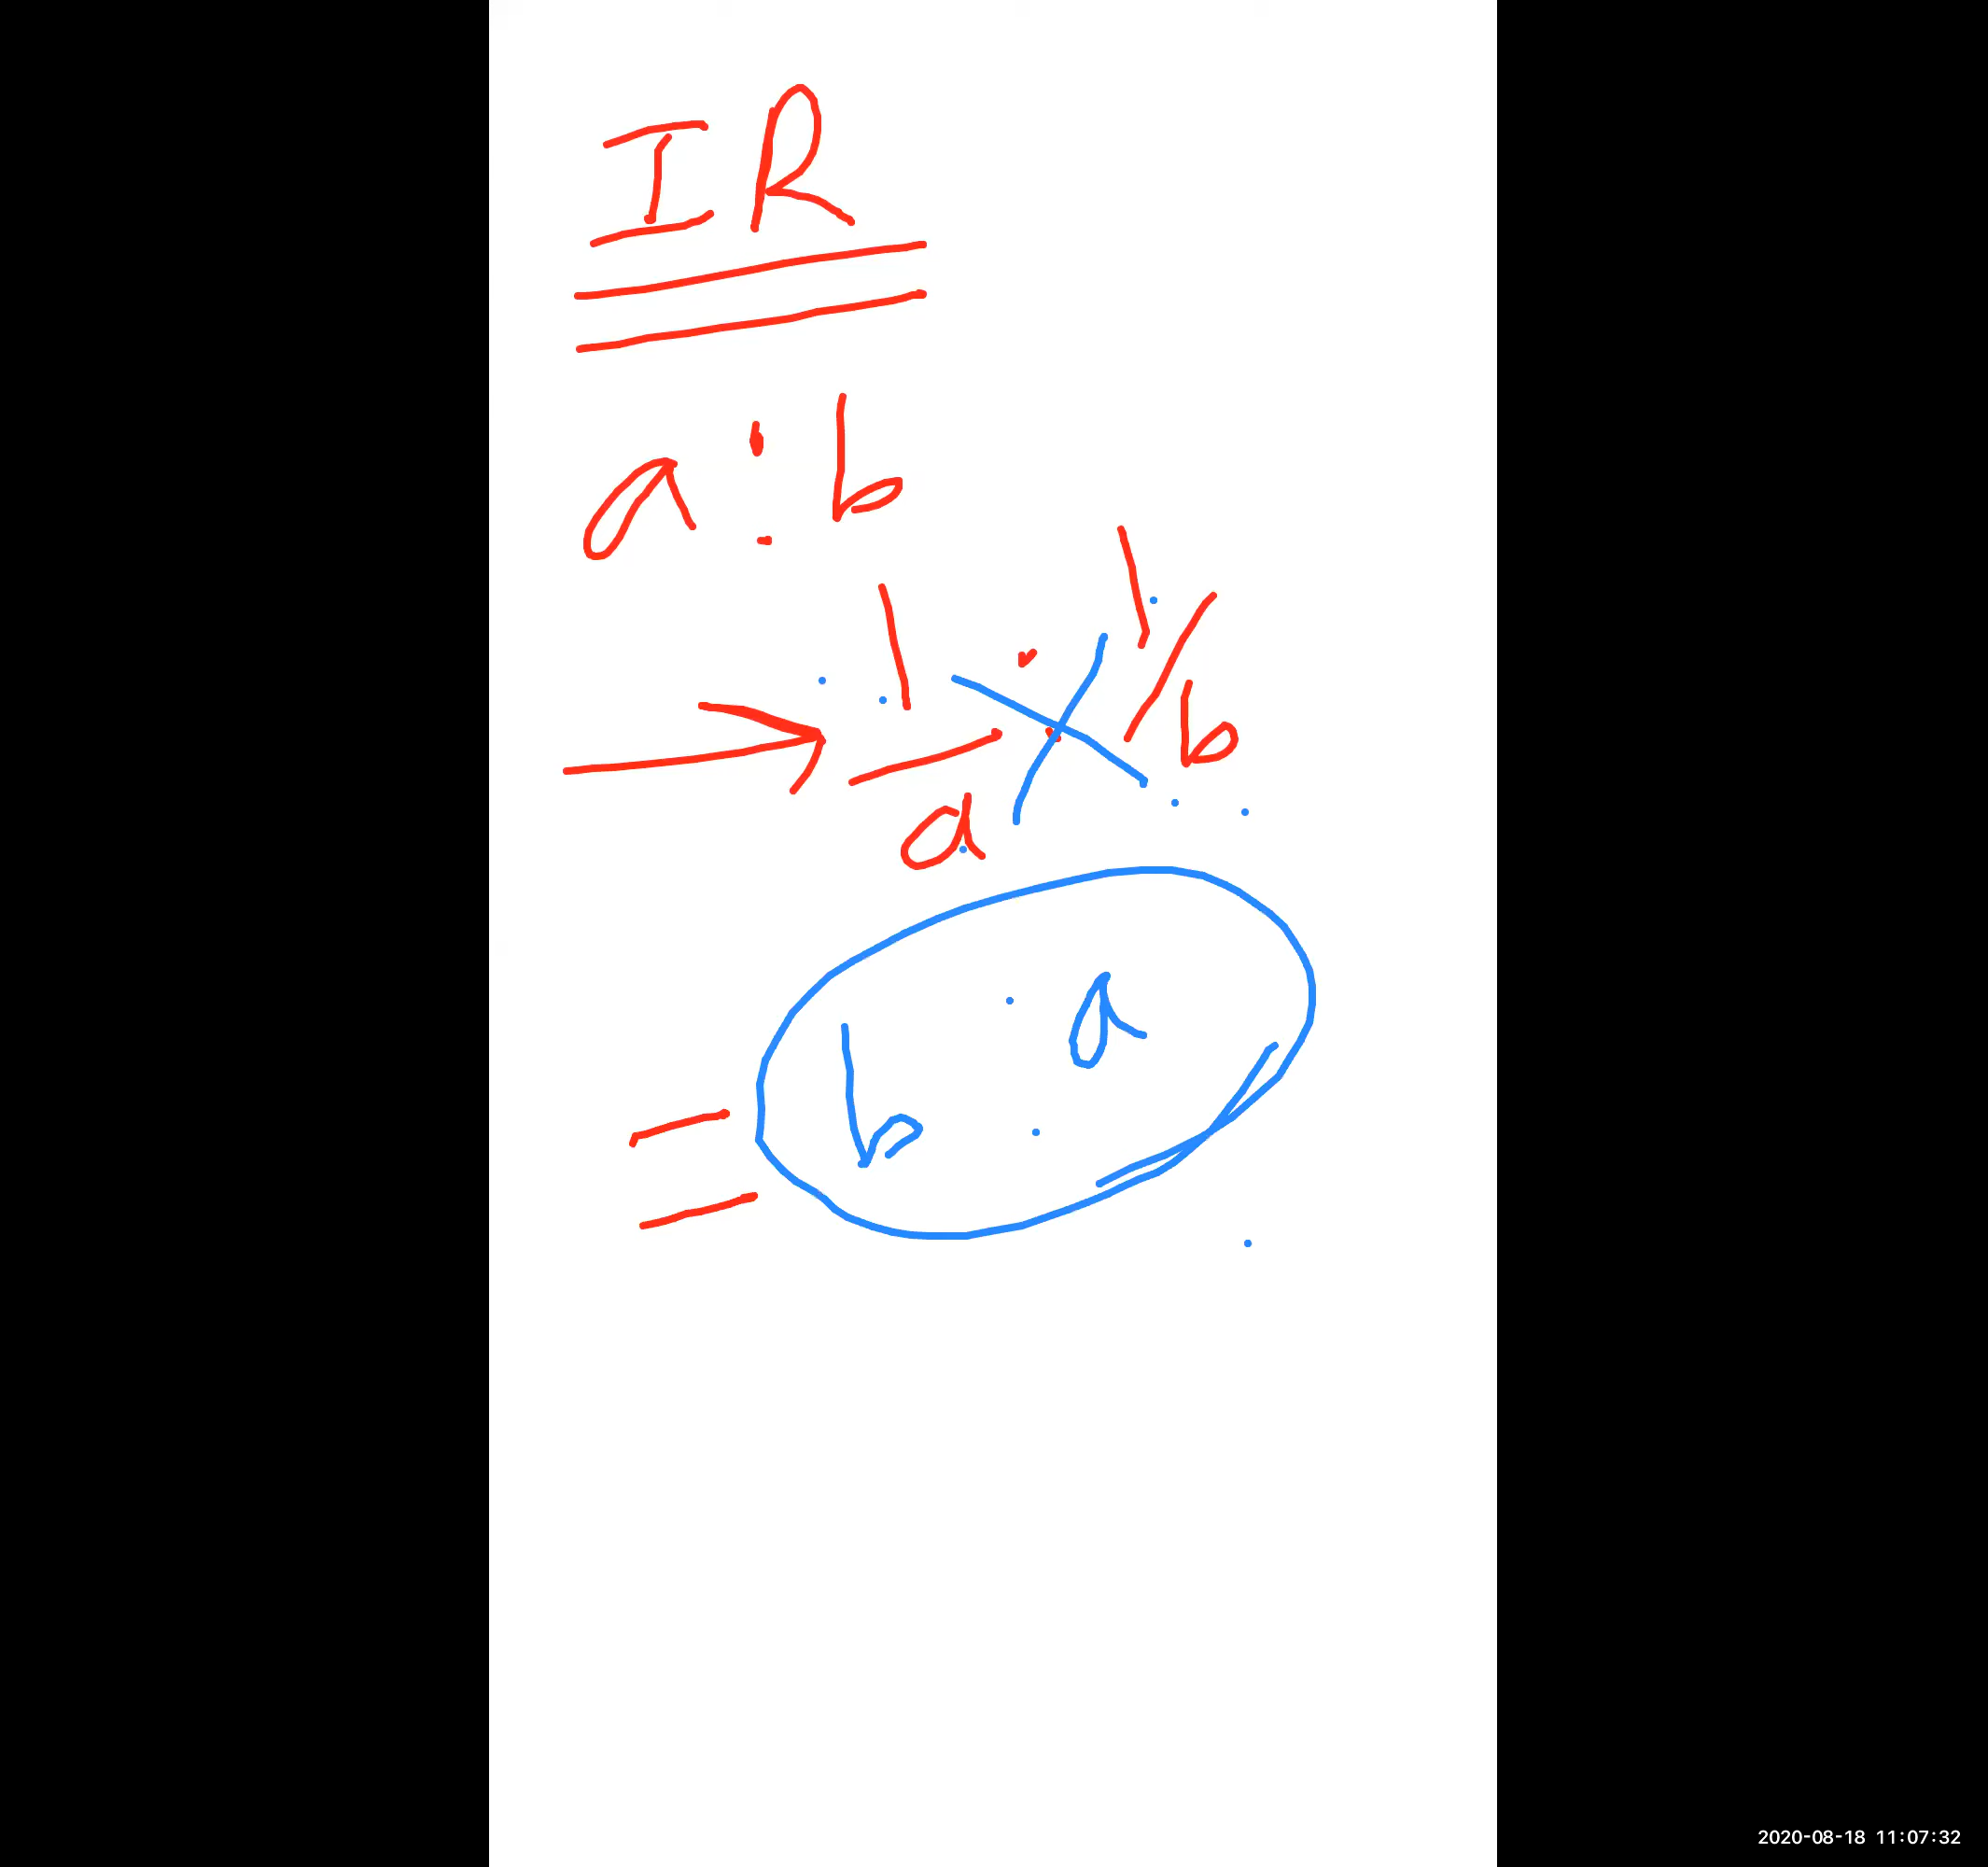 IR
a : b
→ 1/a : 1/b
= b : a
2020-08-18 11:07:32